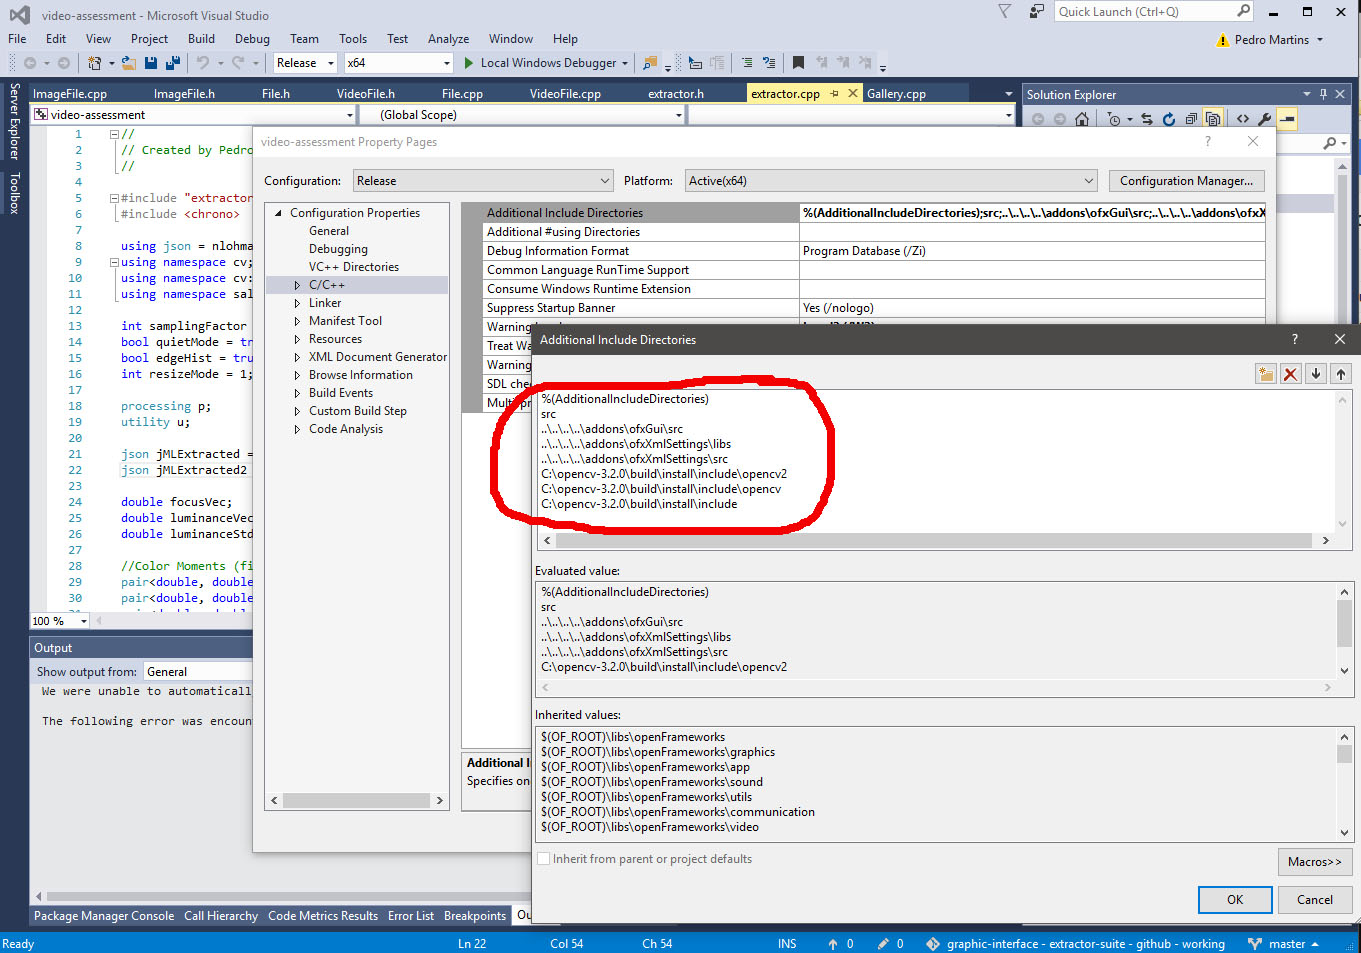 video-assessment - Microsoft Visual Studio
Quick Launch (Ctrl+Q)
File Edit View Project Build Debug Team Tools Test Analyze Window Help
Pedro Martins
Release x64 Local Windows Debugger
Server Explorer
Toolbox
ImageFile.cpp ImageFile.h File.h VideoFile.h File.cpp VideoFile.cpp extractor.h extractor.cpp Gallery.cpp
Solution Explorer
video-assessment (Global Scope)
1 //
2 // Created by Pedro
3 //
4
5 #include "extractor
6 #include <chrono>
7
8 using json = nlohma
9 using namespace cv;
10 using namespace cv:
11 using namespace sal
12
13 int samplingFactor
14 bool quietMode = tr
15 bool edgeHist = tru
16 int resizeMode = 1;
17
18 processing p;
19 utility u;
20
21 json jMLExtracted =
22 json jMLExtracted2
23
24 double focusVec;
25 double luminanceVec
26 double luminanceStd
27
28 //Color Moments (fi
29 pair<double, double
30 pair<double, double
100 %
Output
Show output from: General
We were unable to automaticall
The following error was encoun
video-assessment Property Pages
?
Configuration: Release Platform: Active(x64) Configuration Manager...
Configuration Properties
General
Debugging
VC++ Directories
C/C++
Linker
Manifest Tool
Resources
XML Document Generator
Browse Information
Build Events
Custom Build Step
Code Analysis
Additional Include Directories %(AdditionalIncludeDirectories);src;..\..\..\..\addons\ofxGui\src;..\..\..\..\addons\ofxX
Additional #using Directories
Debug Information Format Program Database (/Zi)
Common Language RunTime Support
Consume Windows Runtime Extension
Suppress Startup Banner Yes (/nologo)
Warning
Treat Wa
Warning
SDL chec
Multi
Additional I
Specifies on
Additional Include Directories
?
%(AdditionalIncludeDirectories)
src
..\..\..\..\addons\ofxGui\src
..\..\..\..\addons\ofxXmlSettings\libs
..\..\..\..\addons\ofxXmlSettings\src
C:\opencv-3.2.0\build\install\include\opencv2
C:\opencv-3.2.0\build\install\include\opencv
C:\opencv-3.2.0\build\install\include
Evaluated value:
%(AdditionalIncludeDirectories)
src
..\..\..\..\addons\ofxGui\src
..\..\..\..\addons\ofxXmlSettings\libs
..\..\..\..\addons\ofxXmlSettings\src
C:\opencv-3.2.0\build\install\include\opencv2
Inherited values:
$(OF_ROOT)\libs\openFrameworks
$(OF_ROOT)\libs\openFrameworks\graphics
$(OF_ROOT)\libs\openFrameworks\app
$(OF_ROOT)\libs\openFrameworks\sound
$(OF_ROOT)\libs\openFrameworks\utils
$(OF_ROOT)\libs\openFrameworks\communication
$(OF_ROOT)\libs\openFrameworks\video
Inherit from parent or project defaults
Macros>>
OK Cancel
Package Manager Console Call Hierarchy Code Metrics Results Error List Breakpoints Ou
Ready Ln 22 Col 54 Ch 54 INS 0 0 graphic-interface - extractor-suite - github - working master